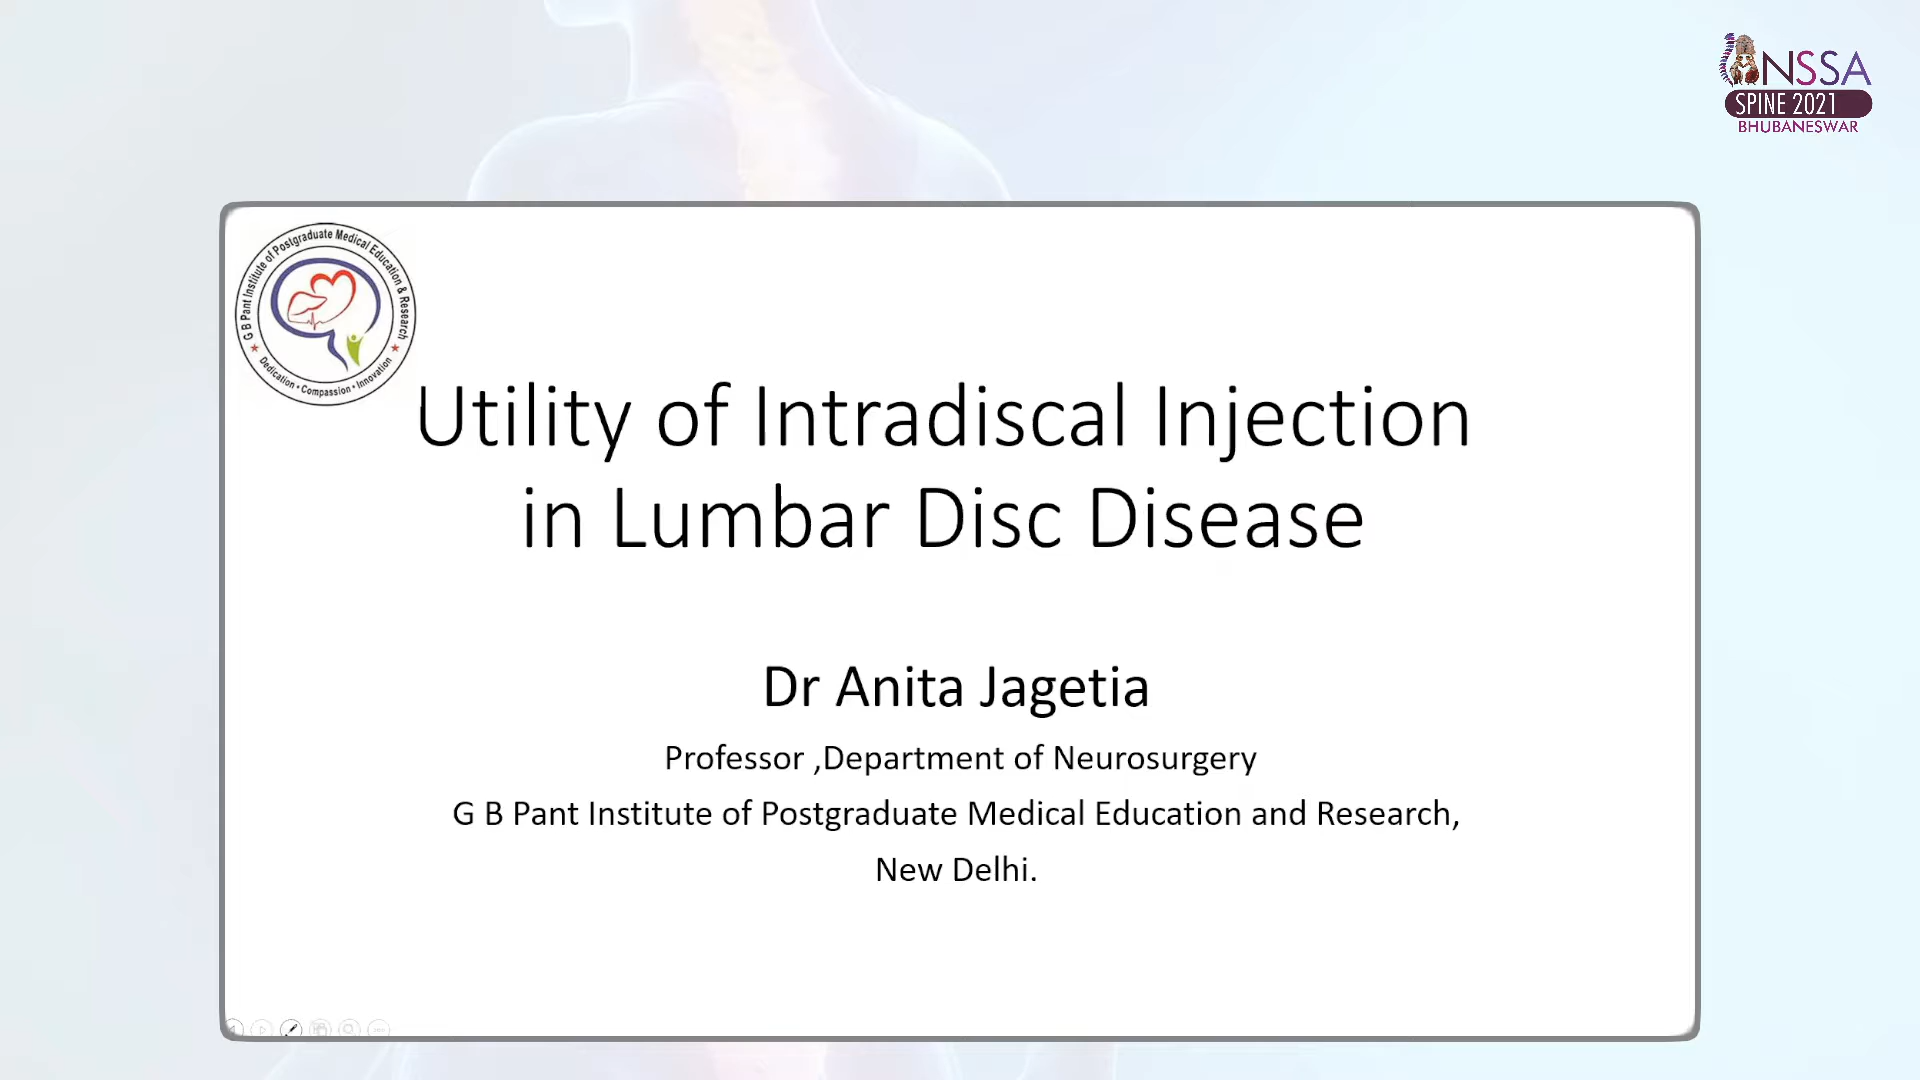 NSSA
SPINE 2021
BHUBANESWAR
G B Pant Institute of Postgraduate Medical Education & Research
Dedication • Compassion • Innovation
Utility of Intradiscal Injection
in Lumbar Disc Disease
Dr Anita Jagetia
Professor ,Department of Neurosurgery
G B Pant Institute of Postgraduate Medical Education and Research,
New Delhi.